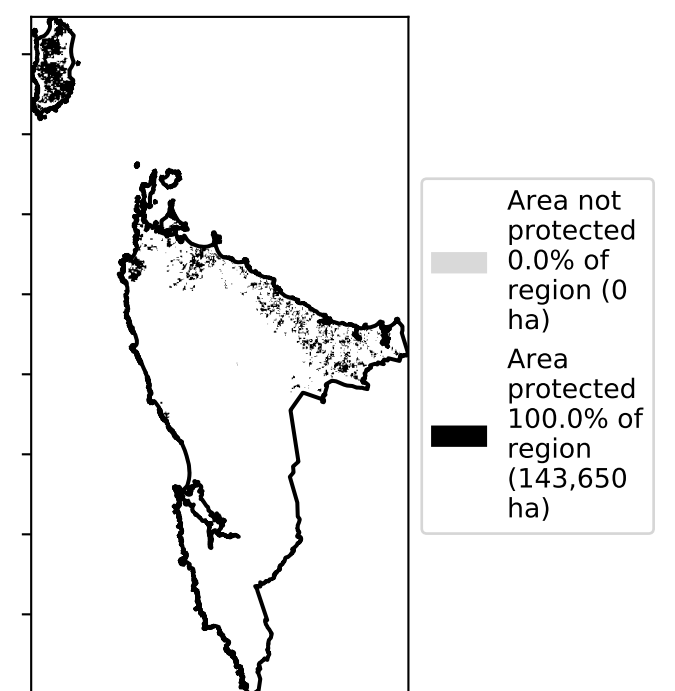 Area not
protected
0.0% of
region (0
ha)
Area
protected
100.0% of
region
(143,650
ha)